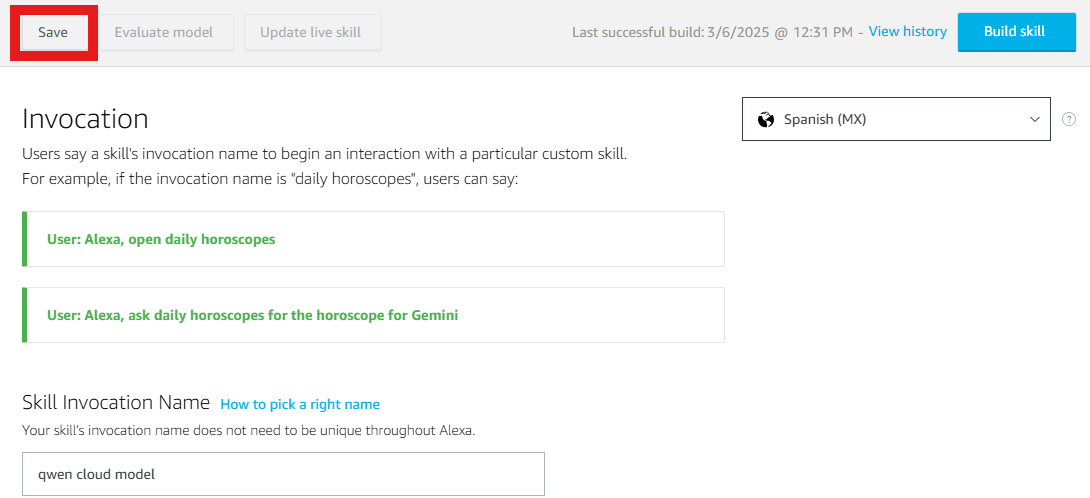 Save
Evaluate model
Update live skill
Last successful build: 3/6/2025 @ 12:31 PM - View history
Build skill
Invocation
Spanish (MX)
?
Users say a skill's invocation name to begin an interaction with a particular custom skill.
For example, if the invocation name is "daily horoscopes", users can say:
User: Alexa, open daily horoscopes
User: Alexa, ask daily horoscopes for the horoscope for Gemini
Skill Invocation Name How to pick a right name
Your skill's invocation name does not need to be unique throughout Alexa.
qwen cloud model